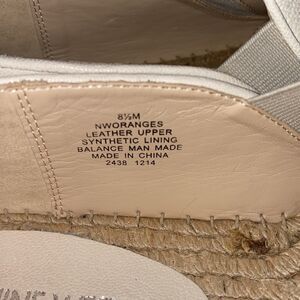 8½M
NWORANGES
LEATHER UPPER
SYNTHETIC LINING
BALANCE MAN MADE
MADE IN CHINA
2438 1214